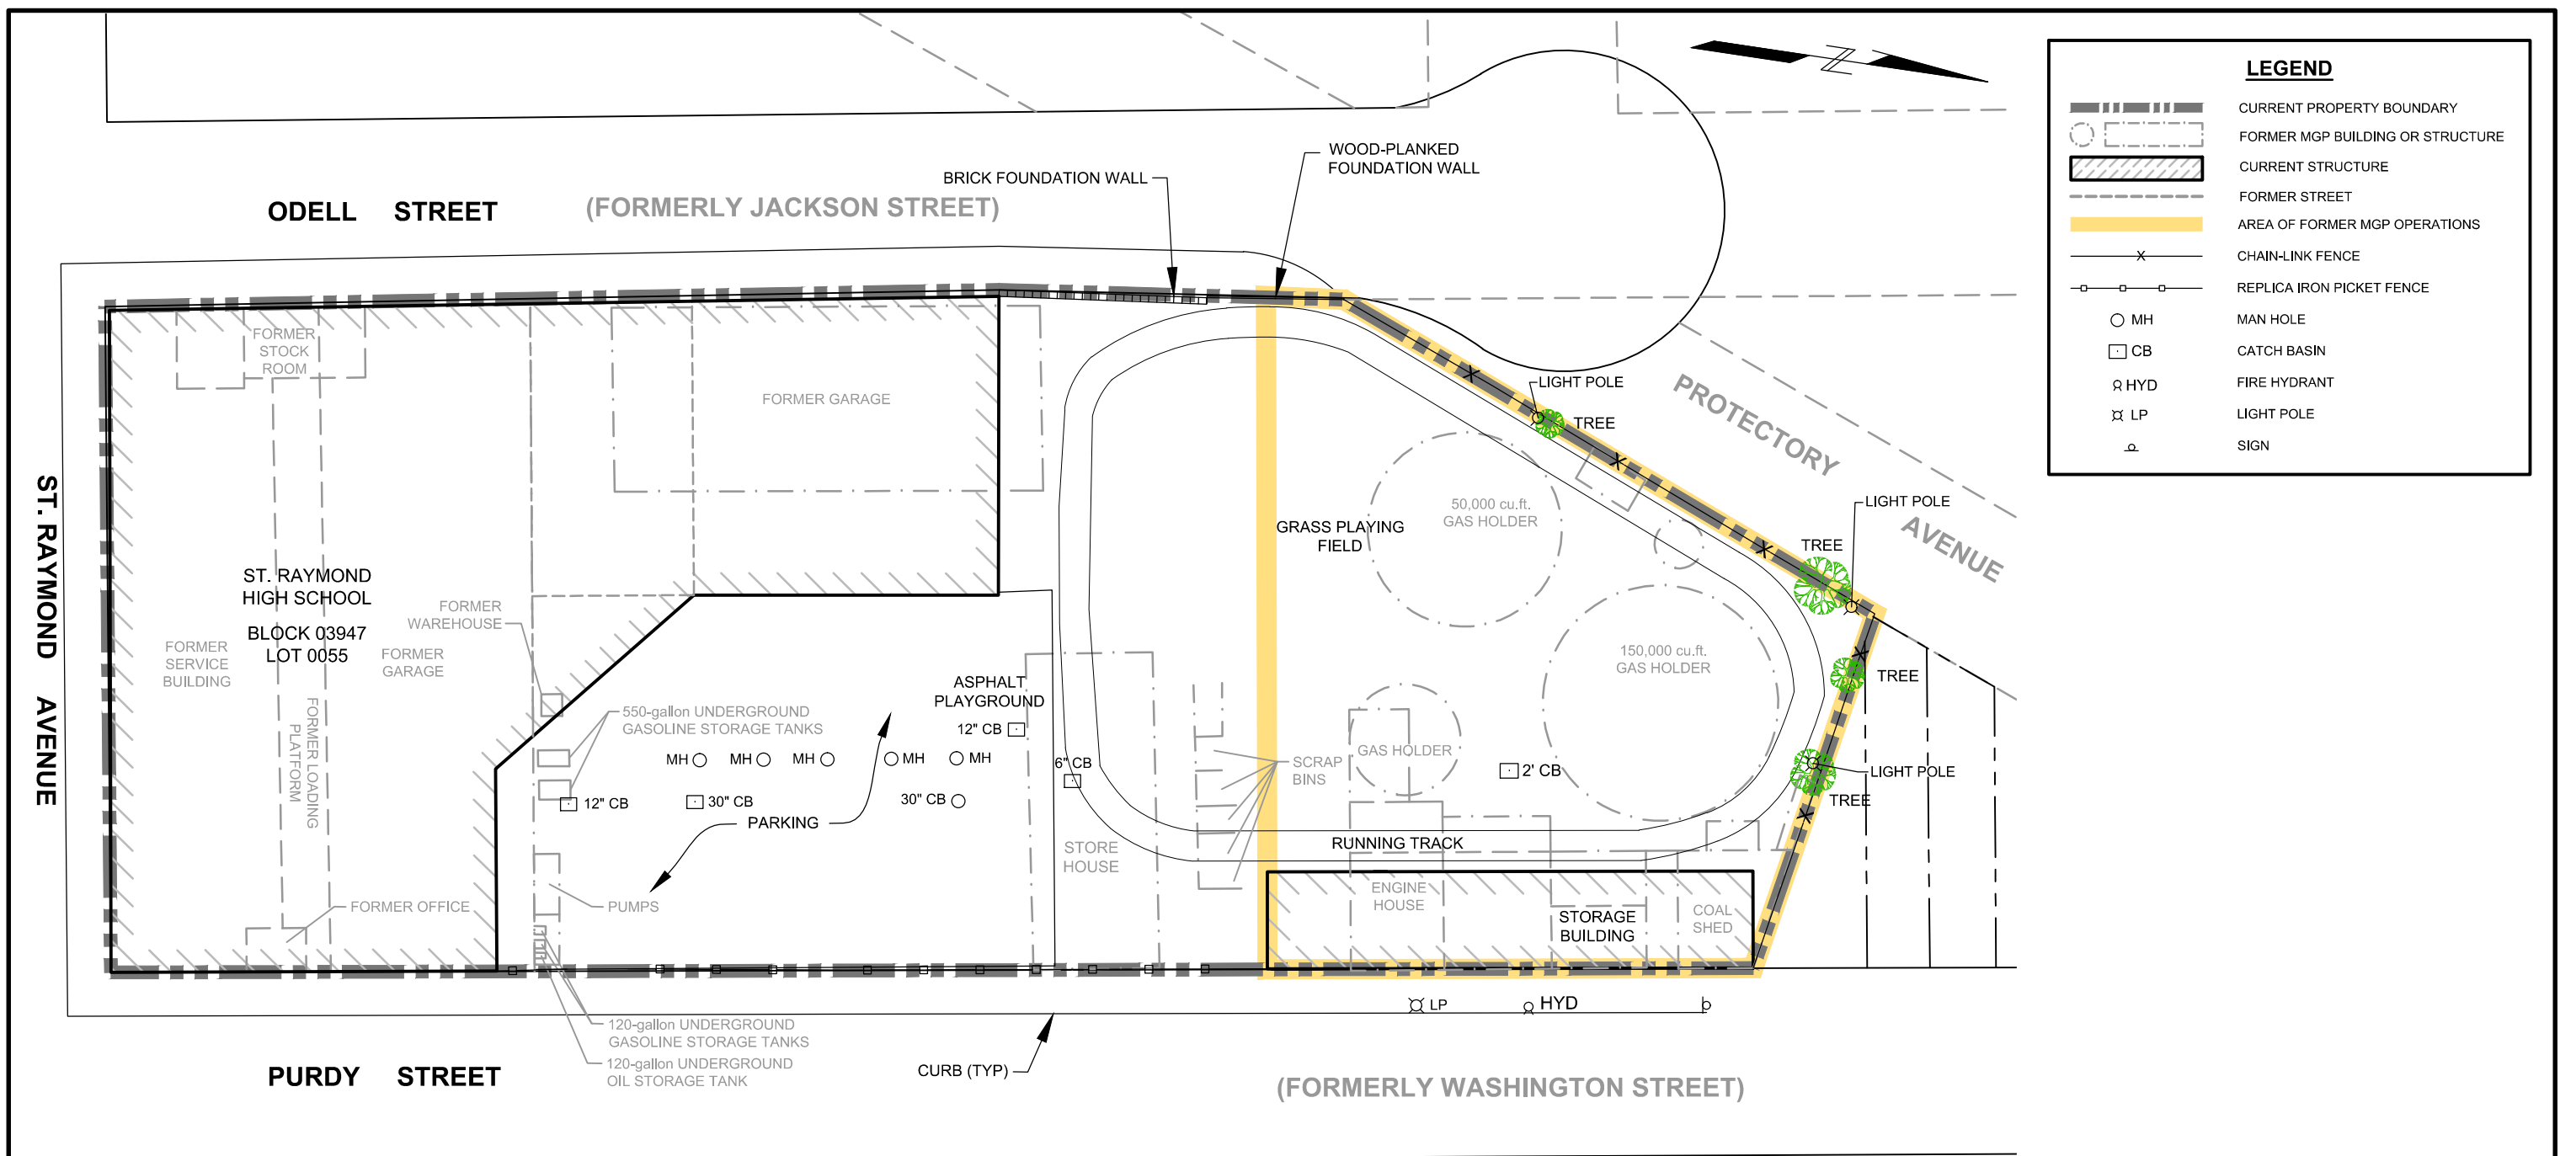 LEGEND
CURRENT PROPERTY BOUNDARY
FORMER MGP BUILDING OR STRUCTURE
CURRENT STRUCTURE
FORMER STREET
AREA OF FORMER MGP OPERATIONS
X CHAIN-LINK FENCE
REPLICA IRON PICKET FENCE
MH MAN HOLE
CB CATCH BASIN
HYD FIRE HYDRANT
LP LIGHT POLE
SIGN
Z
WOOD-PLANKED
FOUNDATION WALL
BRICK FOUNDATION WALL
ODELL STREET (FORMERLY JACKSON STREET)
FORMER
STOCK
ROOM
FORMER GARAGE
X
LIGHT POLE
TREE
PROTECTORY
AVENUE
X
LIGHT POLE
TREE
X
50,000 cu.ft.
GAS HOLDER
GRASS PLAYING
FIELD
ST. RAYMOND AVENUE
ST. RAYMOND
HIGH SCHOOL
BLOCK 03947
LOT 0055
FORMER
SERVICE
BUILDING
FORMER
GARAGE
FORMER
WAREHOUSE
FORMER LOADING
PLATFORM
150,000 cu.ft.
GAS HOLDER
X
TREE
ASPHALT
PLAYGROUND
550-gallon UNDERGROUND
GASOLINE STORAGE TANKS
12" CB
MH
MH
MH
MH
MH
6" CB
GAS HOLDER
SCRAP
BINS
2' CB
LIGHT POLE
TREE
X
12" CB
30" CB
30" CB
PARKING
STORE
HOUSE
RUNNING TRACK
FORMER OFFICE
PUMPS
ENGINE
HOUSE
STORAGE
BUILDING
COAL
SHED
LP
HYD
120-gallon UNDERGROUND
GASOLINE STORAGE TANKS
120-gallon UNDERGROUND
OIL STORAGE TANK
CURB (TYP)
PURDY STREET
(FORMERLY WASHINGTON STREET)